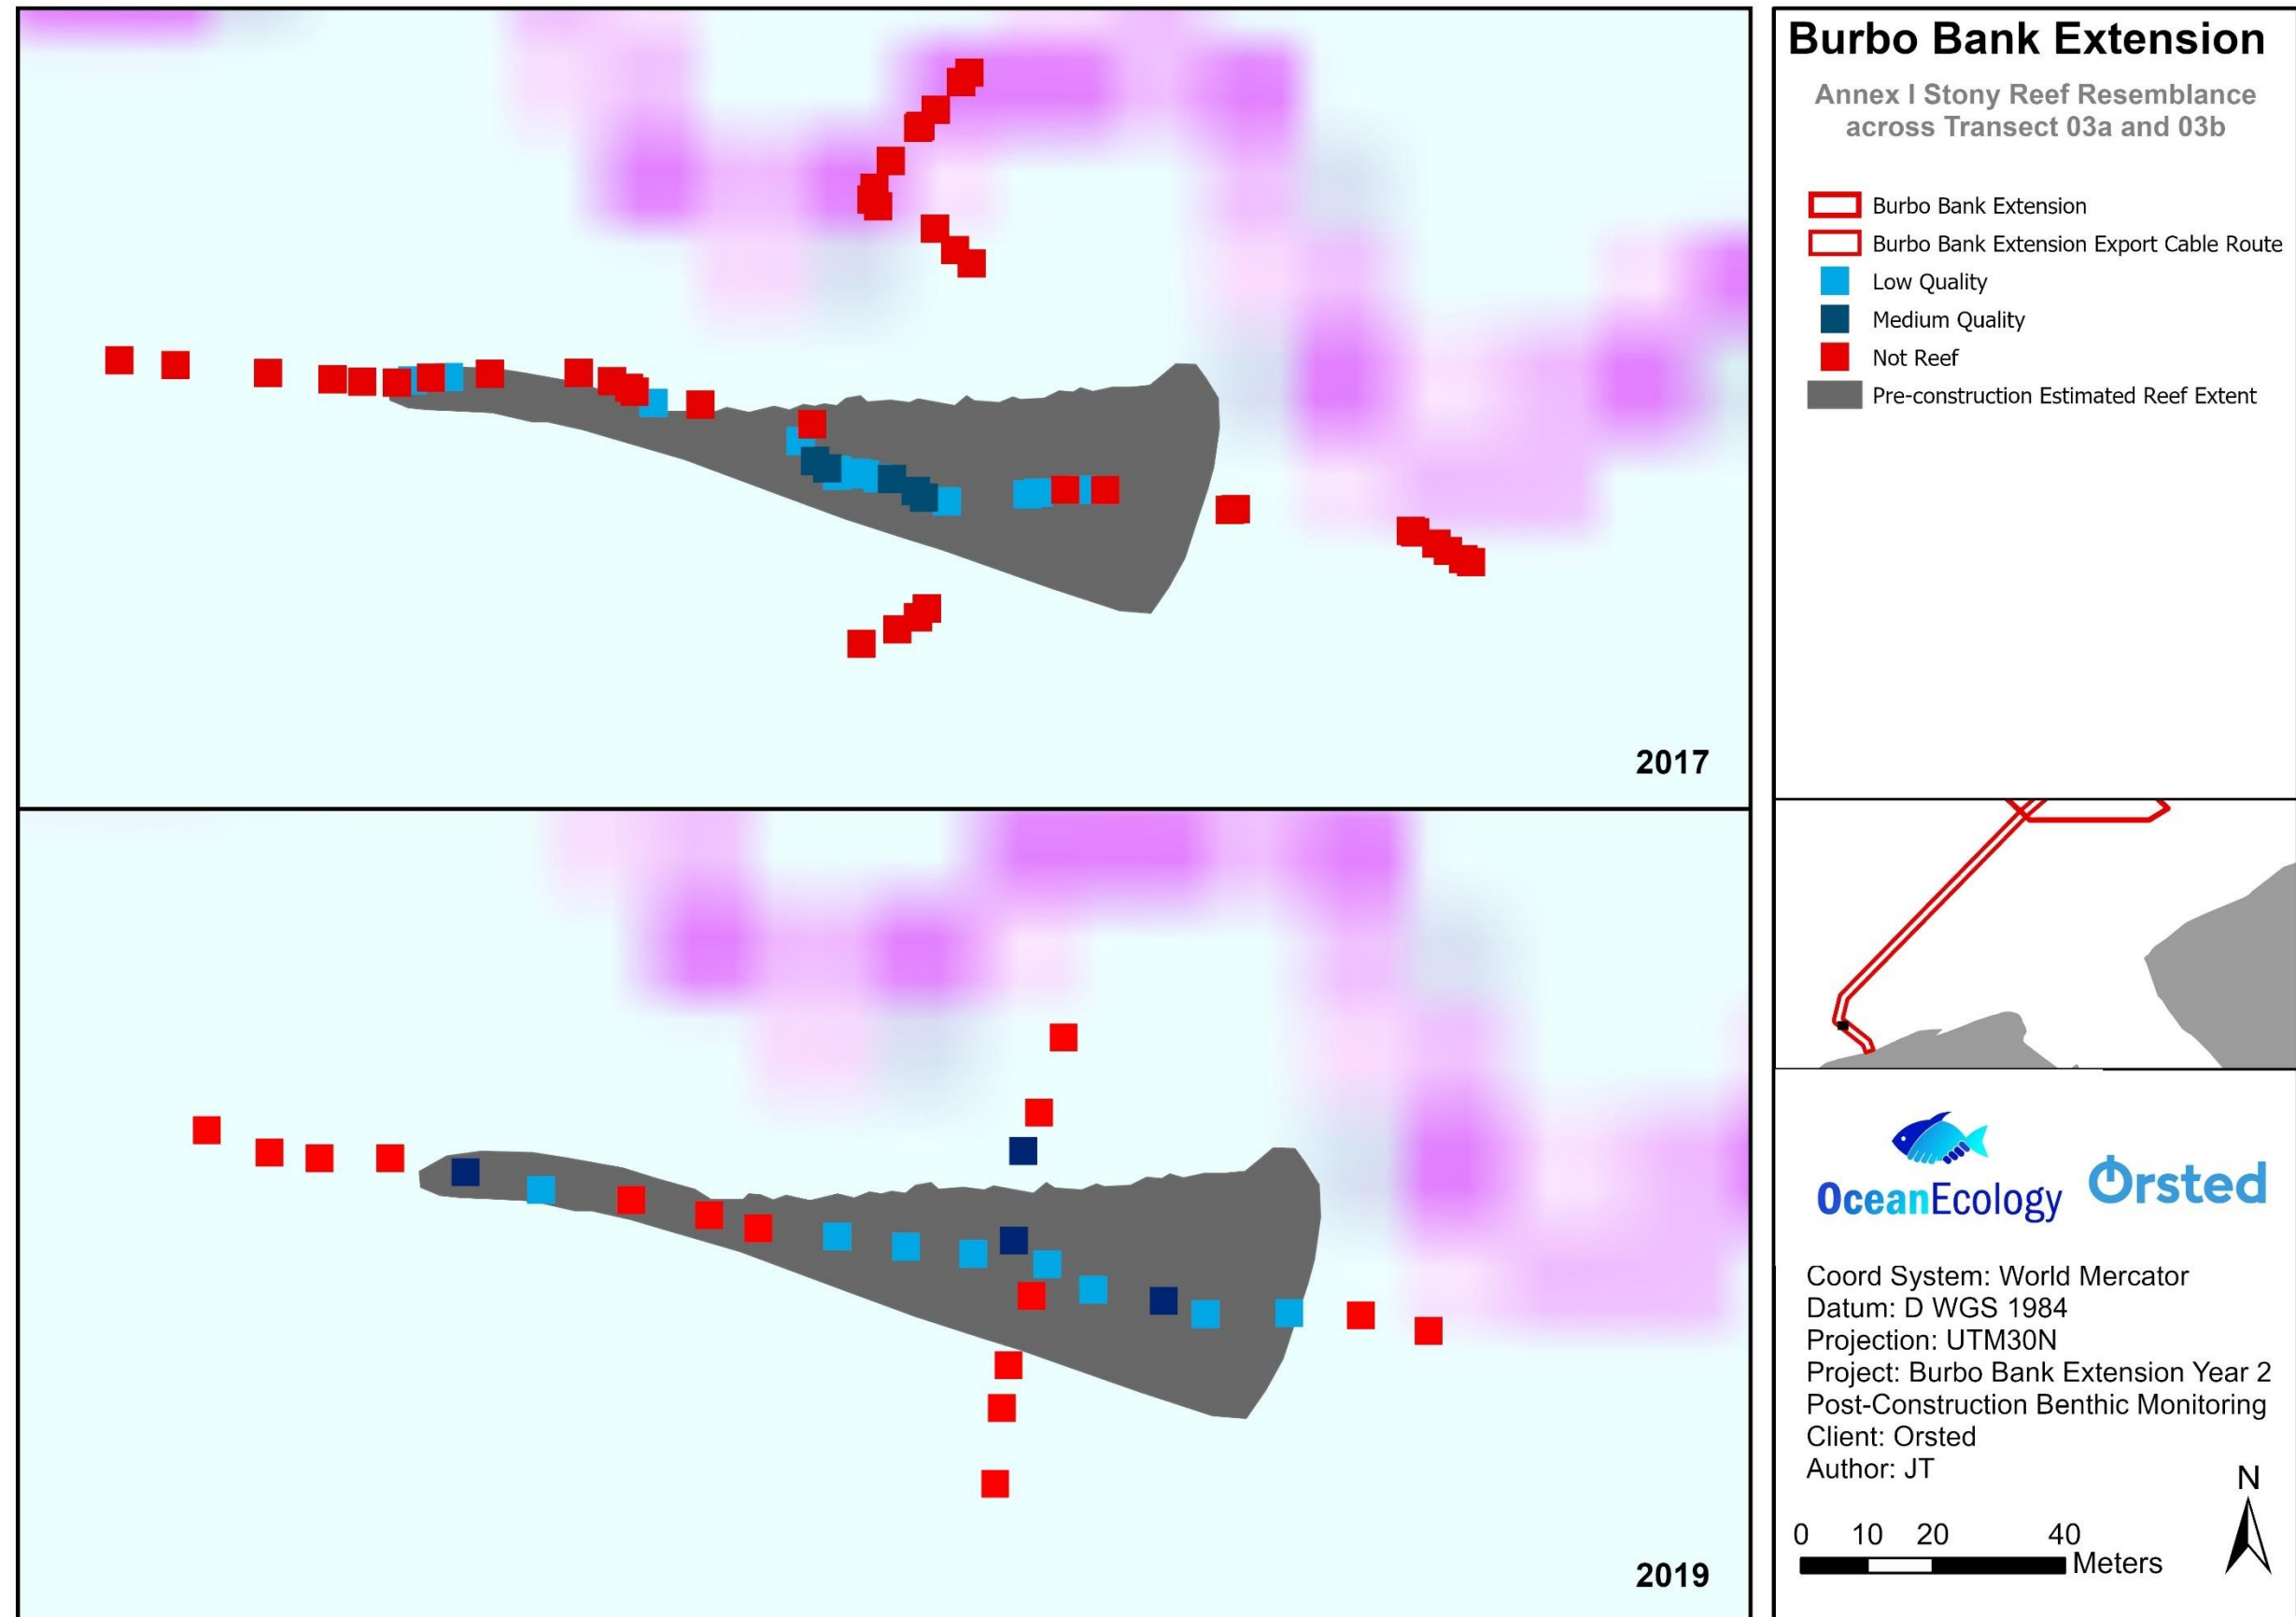 2017
2019
Burbo Bank Extension
Annex I Stony Reef Resemblance
across Transect 03a and 03b
Burbo Bank Extension
Burbo Bank Extension Export Cable Route
Low Quality
Medium Quality
Not Reef
Pre-construction Estimated Reef Extent
OceanEcology
Orsted
Coord System: World Mercator
Datum: D WGS 1984
Projection: UTM30N
Project: Burbo Bank Extension Year 2
Post-Construction Benthic Monitoring
Client: Orsted
Author: JT
N
0 10 20 40
Meters